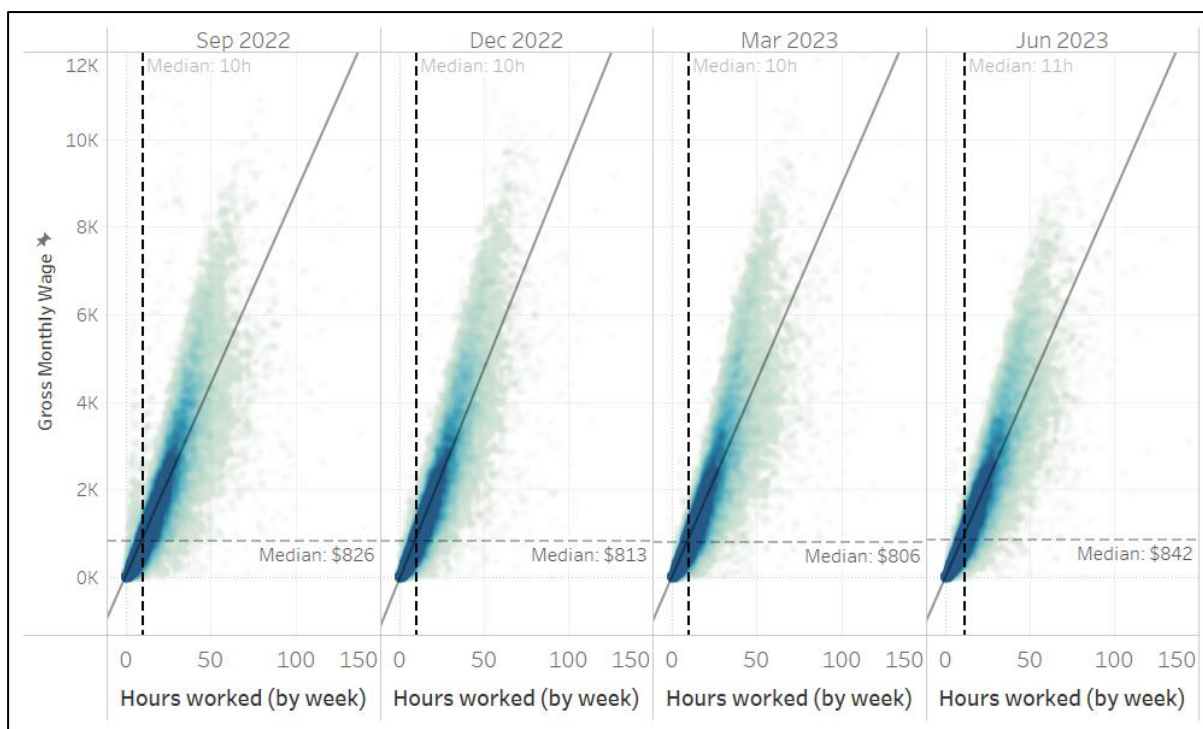 Sep 2022 Dec 2022 Mar 2023 Jun 2023
12K Median: 10h Median: 10h Median: 10h Median: 11h
10K
8K
6K
4K
2K
0K
Gross Monthly Wage
Median: $826 Median: $813 Median: $806 Median: $842
0 50 100 150 0 50 100 150 0 50 100 150 0 50 100 150
Hours worked (by week) Hours worked (by week) Hours worked (by week) Hours worked (by week)